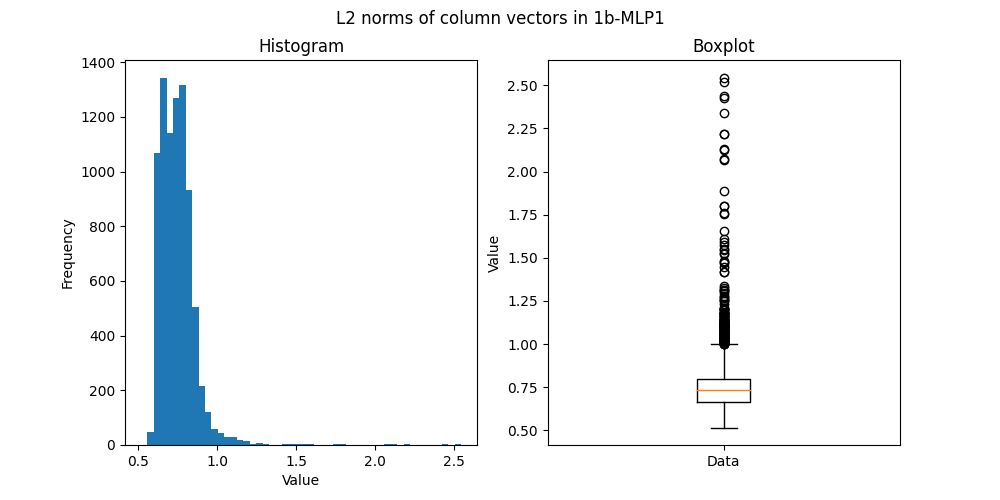 L2 norms of column vectors in 1b-MLP1
Histogram
Frequency
1400
1200
1000
800
600
400
200
0
0.5 1.0 1.5 2.0 2.5
Value
Boxplot
Value
2.50
2.25
2.00
1.75
1.50
1.25
1.00
0.75
0.50
Data